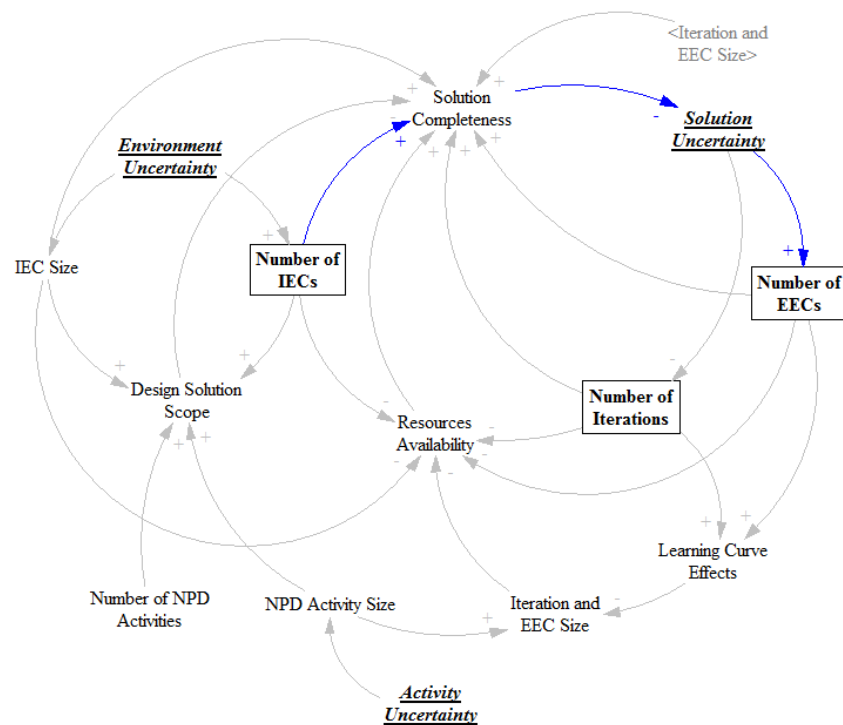 <Iteration and
EEC Size>
Solution
Completeness
Solution
Uncertainty
Environment
Uncertainty
IEC Size
Number of
IECs
Number of
EECs
Design Solution
Scope
Resources
Availability
Number of
Iterations
Learning Curve
Effects
Number of NPD
Activities
NPD Activity Size
Iteration and
EEC Size
Activity
Uncertainty